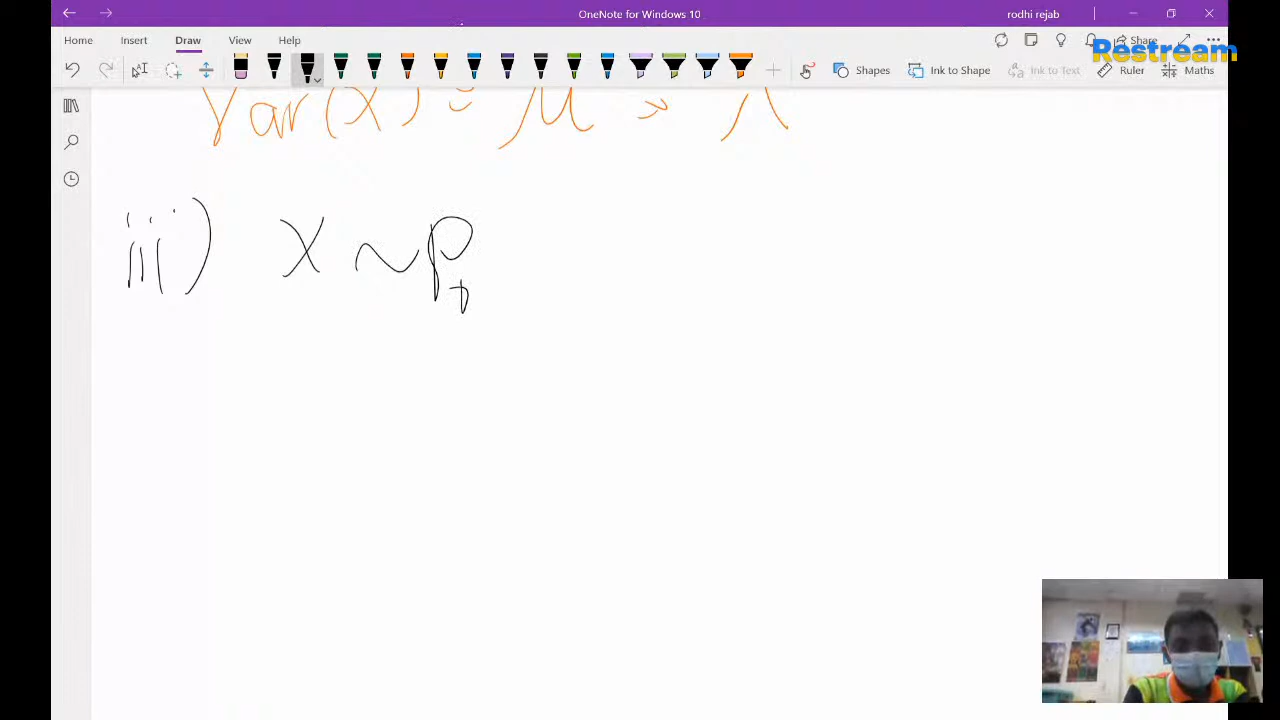 OneNote for Windows 10
rodhi rejab
Home Insert Draw View Help
Share
Restream
Shapes Ink to Shape Ink to Text Ruler Maths
Var(X) = μ = λ
iii) X ~ P